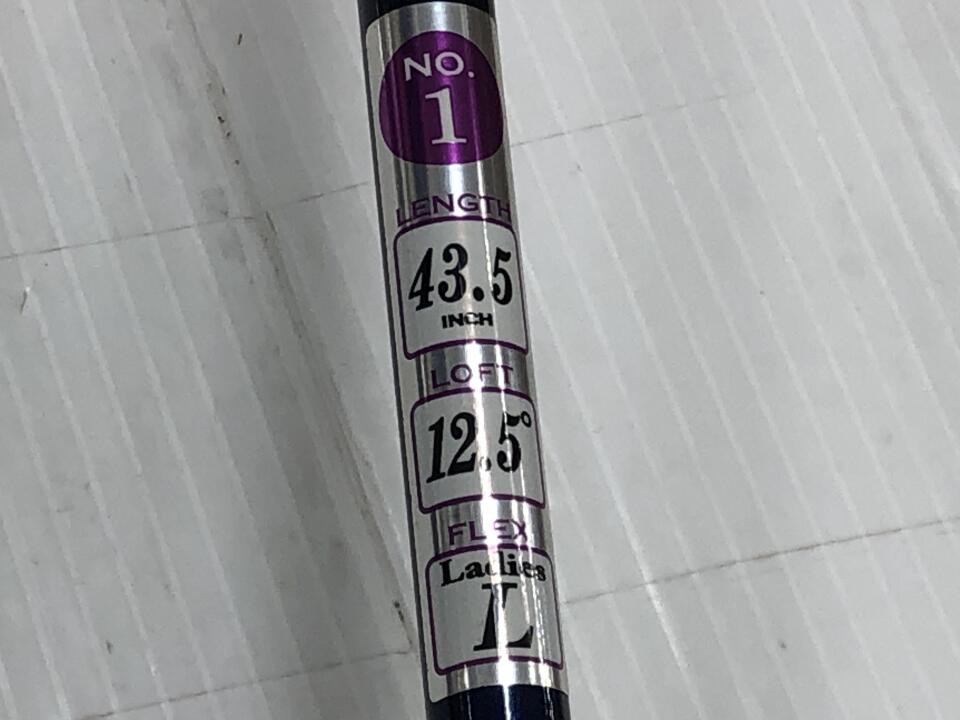 NO.
1
LENGTH
43.5
INCH
LOFT
12.5°
FLEX
Ladies
L